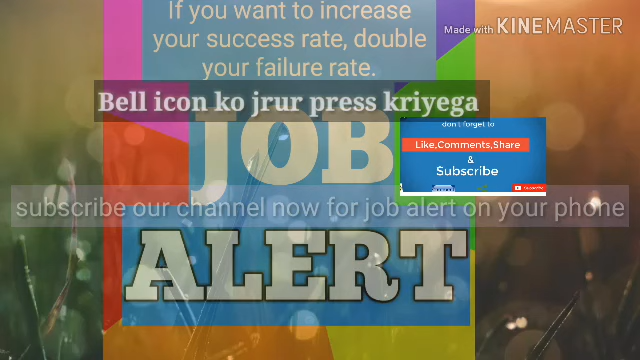 If you want to increase
your success rate, double
your failure rate.
Made with KINEMASTER
Bell icon ko jrur press kriyega
JOB
don't forget to
Like,Comments,Share
&
Subscribe
Subscribe
subscribe our channel now for job alert on your phone
ALERT